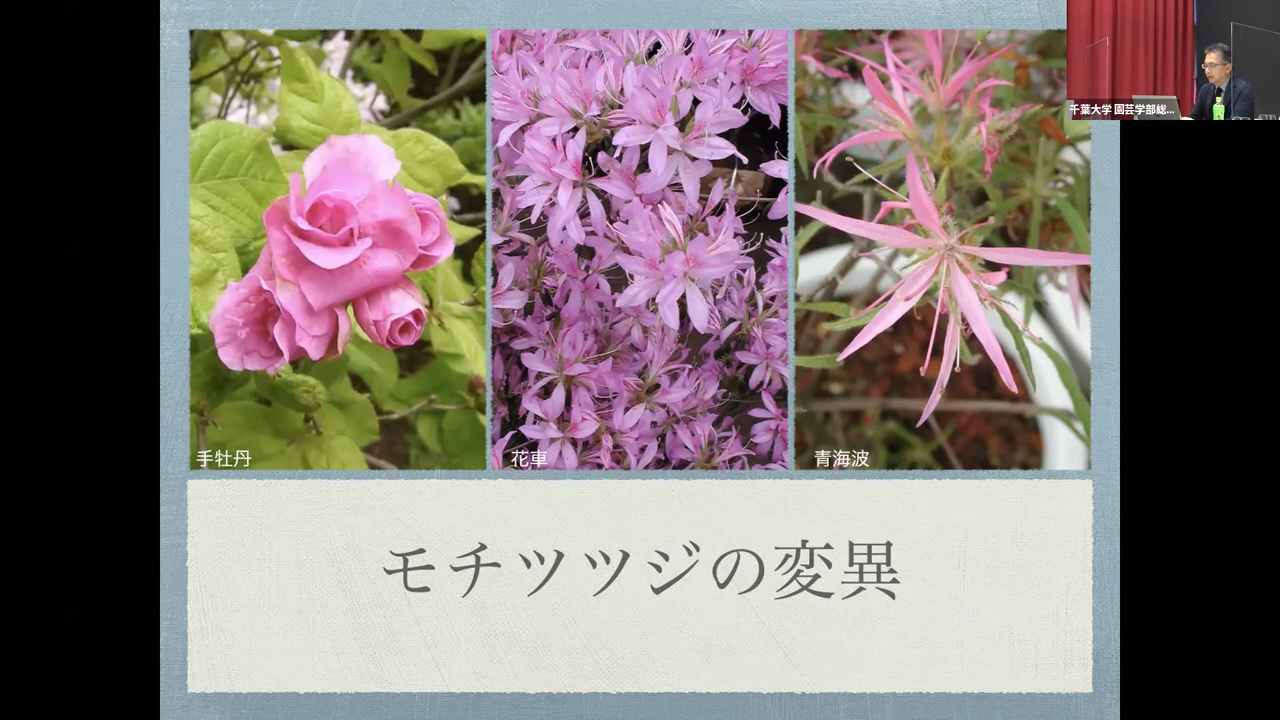 千葉大学 園芸学部総...
手牡丹
花車
青海波
モチツツジの変異